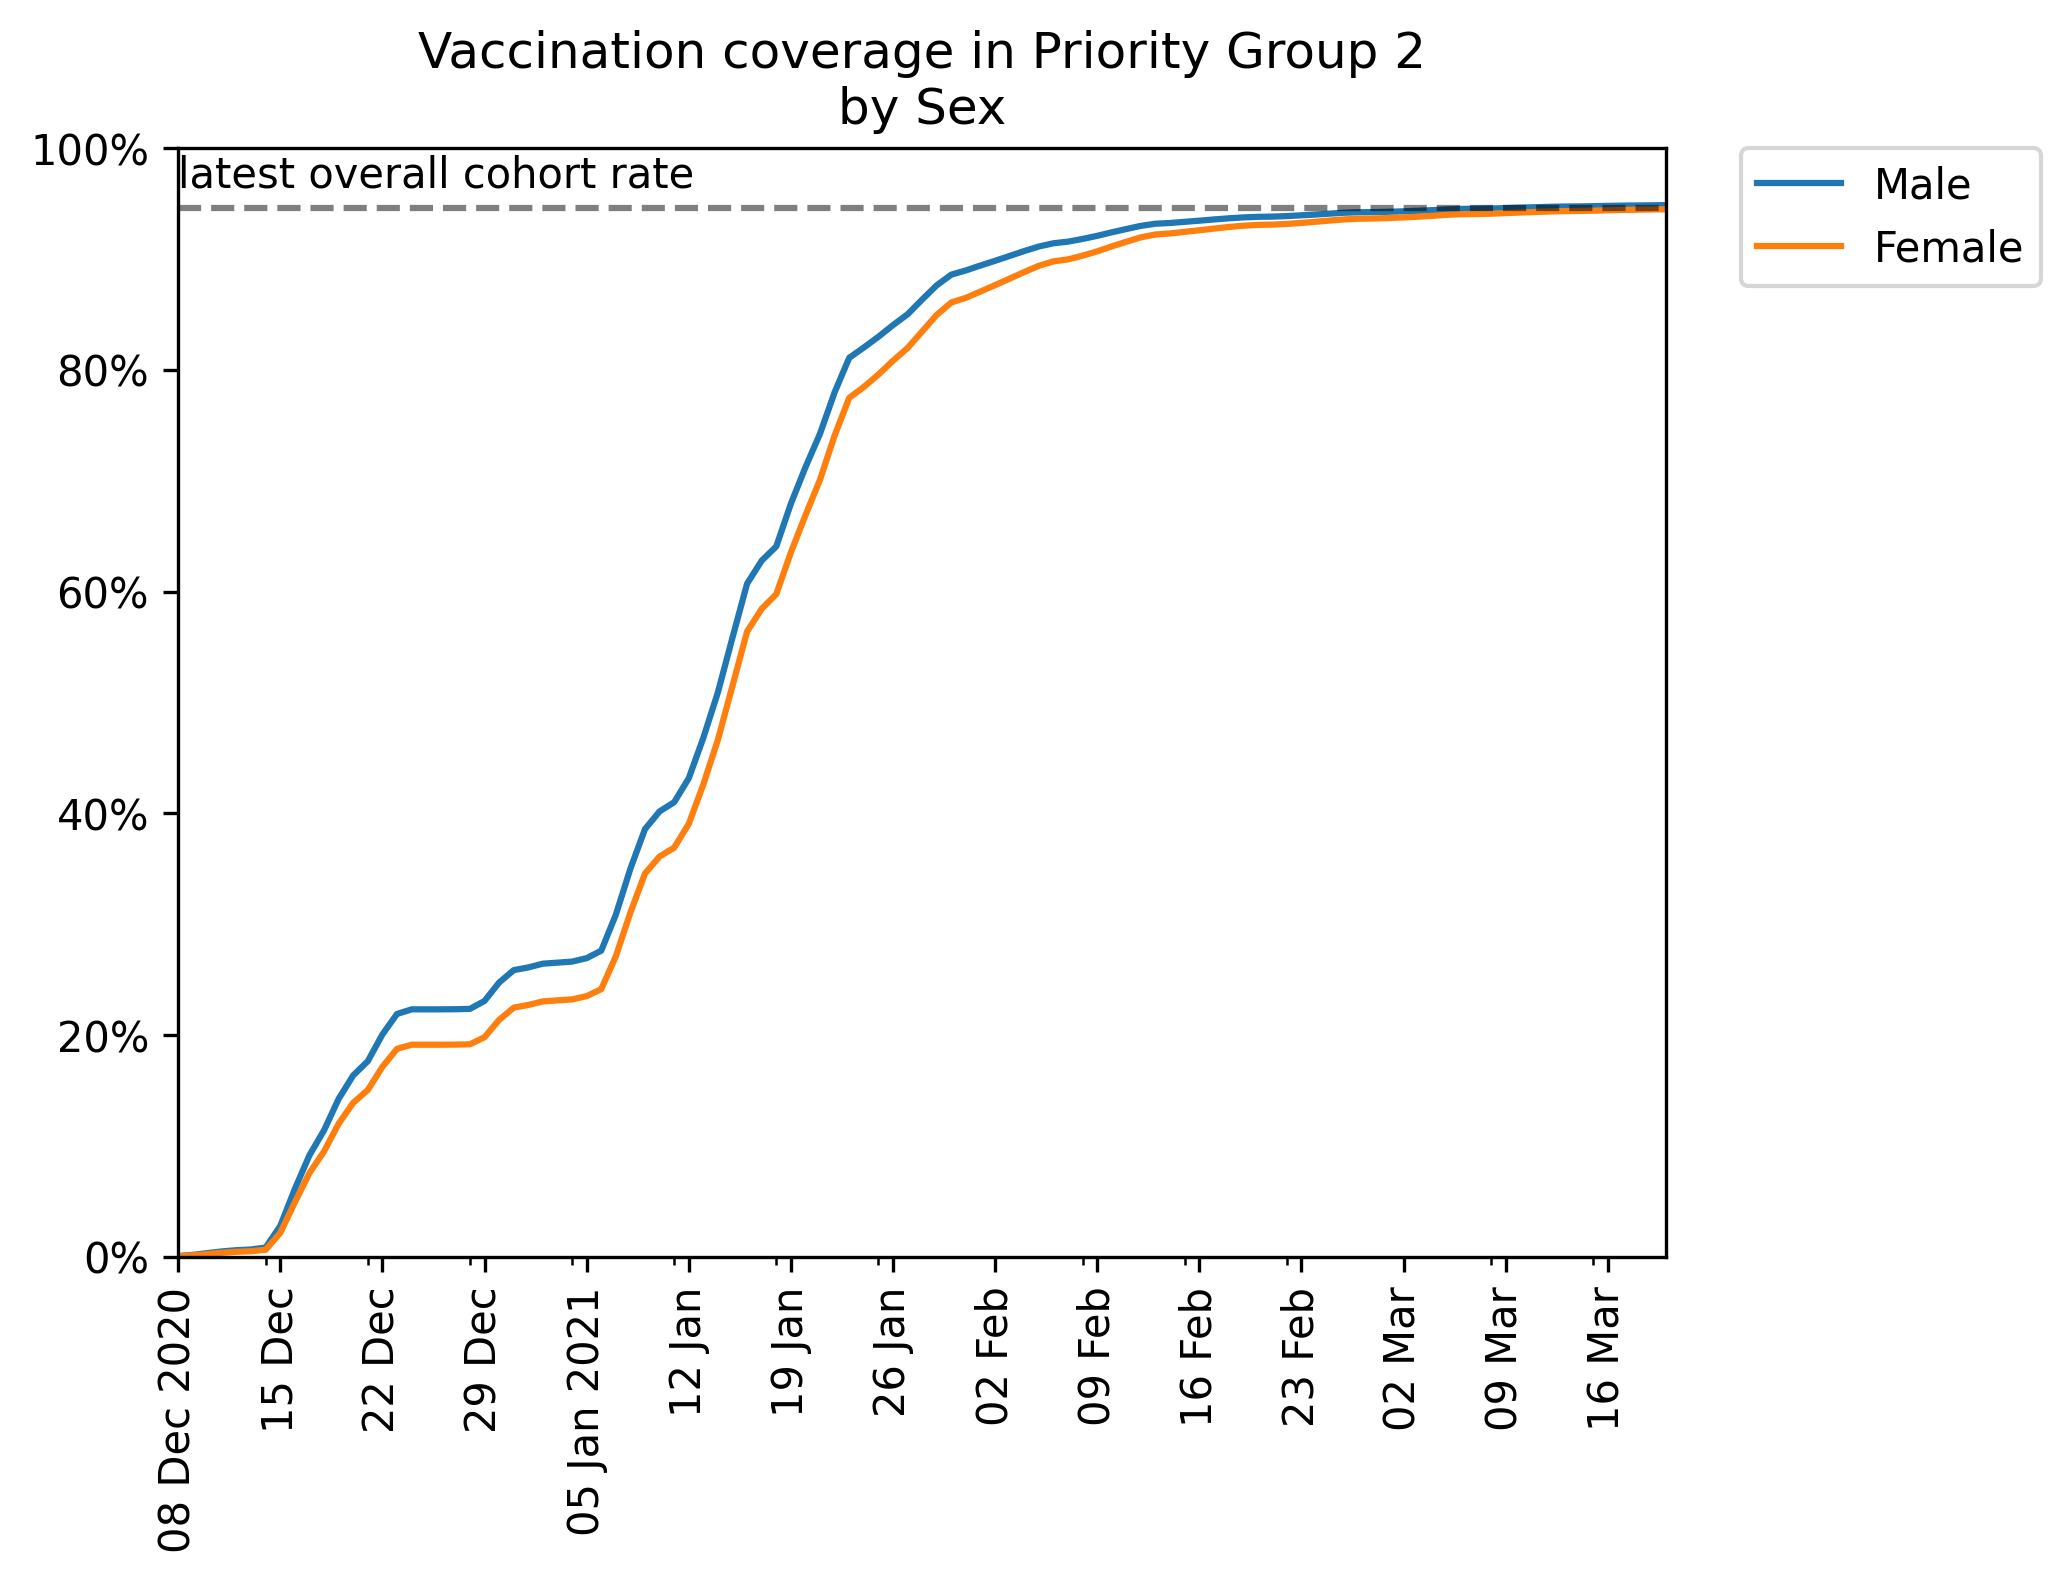 Vaccination coverage in Priority Group 2
by Sex
100%
80%
60%
40%
20%
0%
latest overall cohort rate
Male
Female
08 Dec 2020
15 Dec
22 Dec
29 Dec
05 Jan 2021
12 Jan
19 Jan
26 Jan
02 Feb
09 Feb
16 Feb
23 Feb
02 Mar
09 Mar
16 Mar